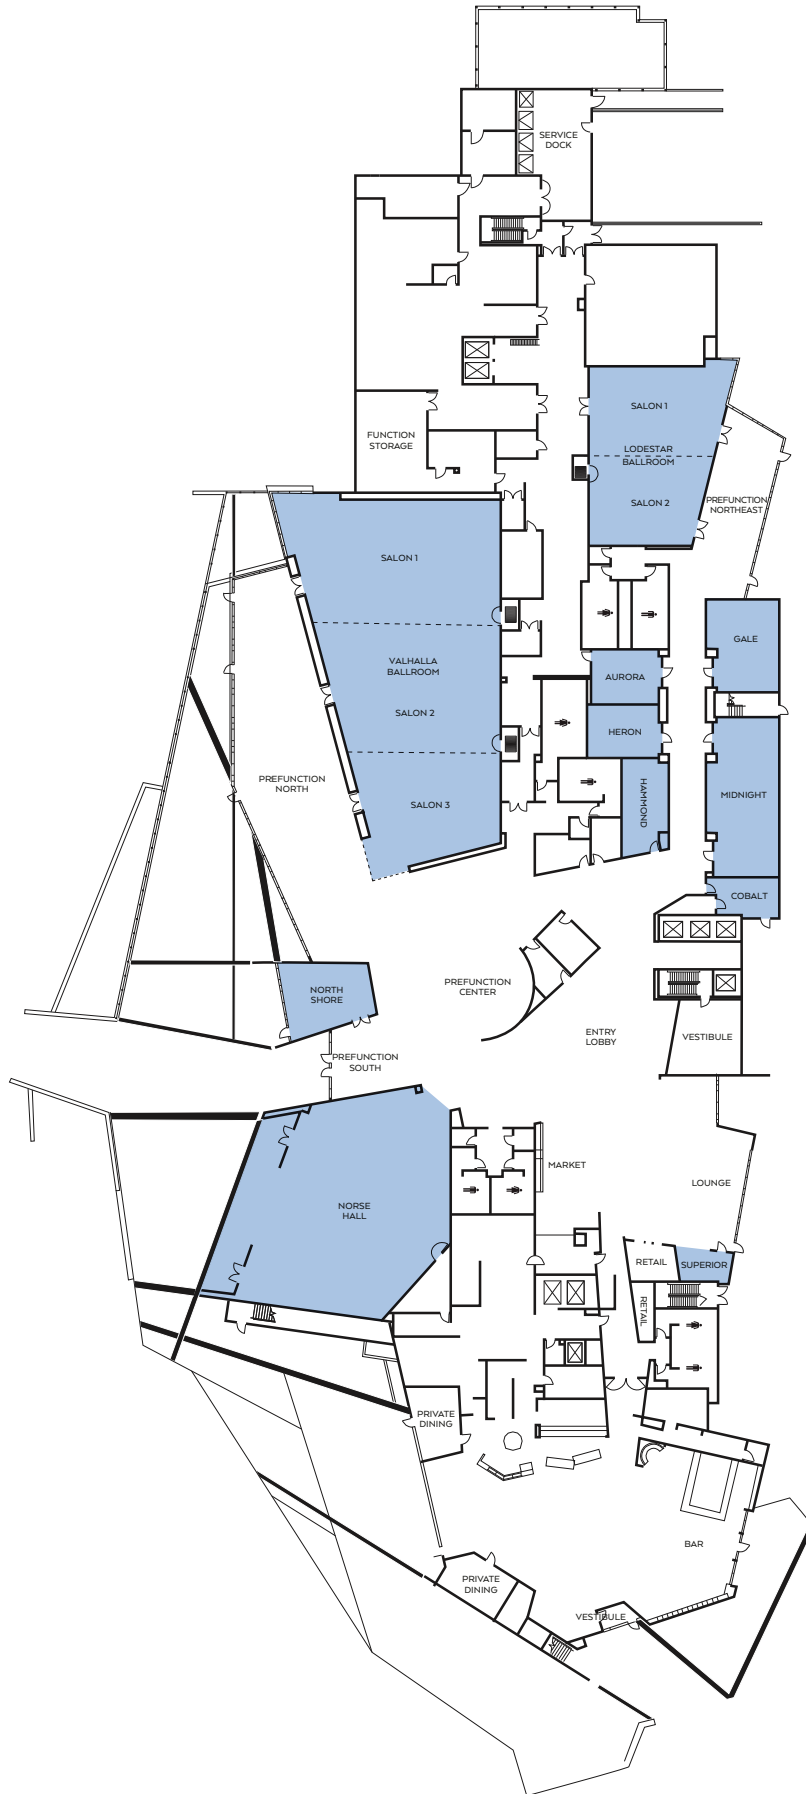 SERVICE
DOCK
SALON 1
FUNCTION
STORAGE
LODESTAR
BALLROOM
SALON 2
PREFUNCTION
NORTHEAST
SALON 1
GALE
VALHALLA
BALLROOM
AURORA
SALON 2
HERON
PREFUNCTION
NORTH
SALON 3
HAMMOND
MIDNIGHT
COBALT
NORTH
SHORE
PREFUNCTION
CENTER
ENTRY
LOBBY
VESTIBULE
PREFUNCTION
SOUTH
MARKET
LOUNGE
NORSE
HALL
RETAIL
SUPERIOR
RETAIL
PRIVATE
DINING
BAR
PRIVATE
DINING
VESTIBULE